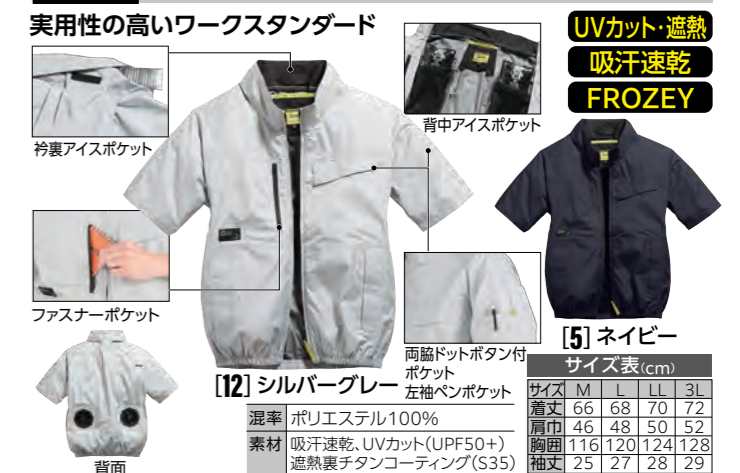 実用性の高いワークスタンダード
UVカット・遮熱
吸汗速乾
FROZEY
衿裏アイスポケット
背中アイスポケット
ファスナーポケット
両脇ドットボタン付
ポケット
左袖ペンポケット
背面
[12] シルバーグレー
[5] ネイビー
混率 ポリエステル100%
素材 吸汗速乾、UVカット(UPF50+)
遮熱裏チタンコーティング(S35)
サイズ表(cm)
サイズ M L LL 3L
着丈 66 68 70 72
肩巾 46 48 50 52
胸囲 116 120 124 128
袖丈 25 27 28 29